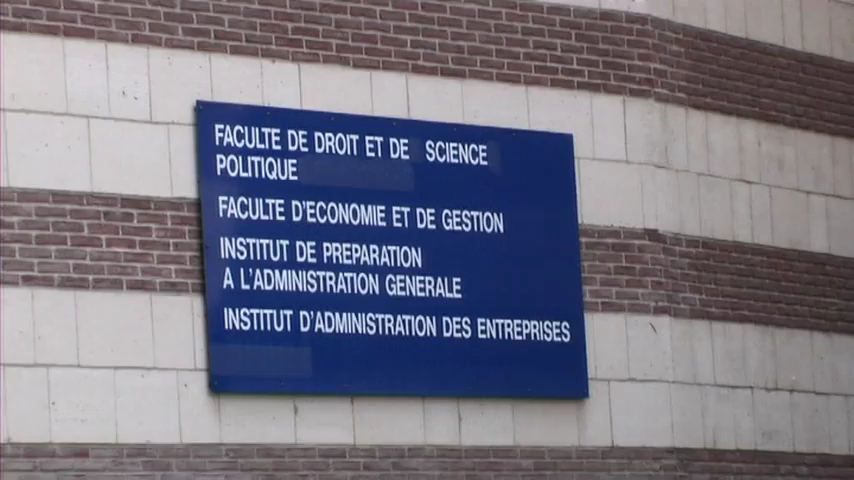 FACULTE DE DROIT ET DE SCIENCE
POLITIQUE
FACULTE D'ECONOMIE ET DE GESTION
INSTITUT DE PREPARATION
A L'ADMINISTRATION GENERALE
INSTITUT D'ADMINISTRATION DES ENTREPRISES